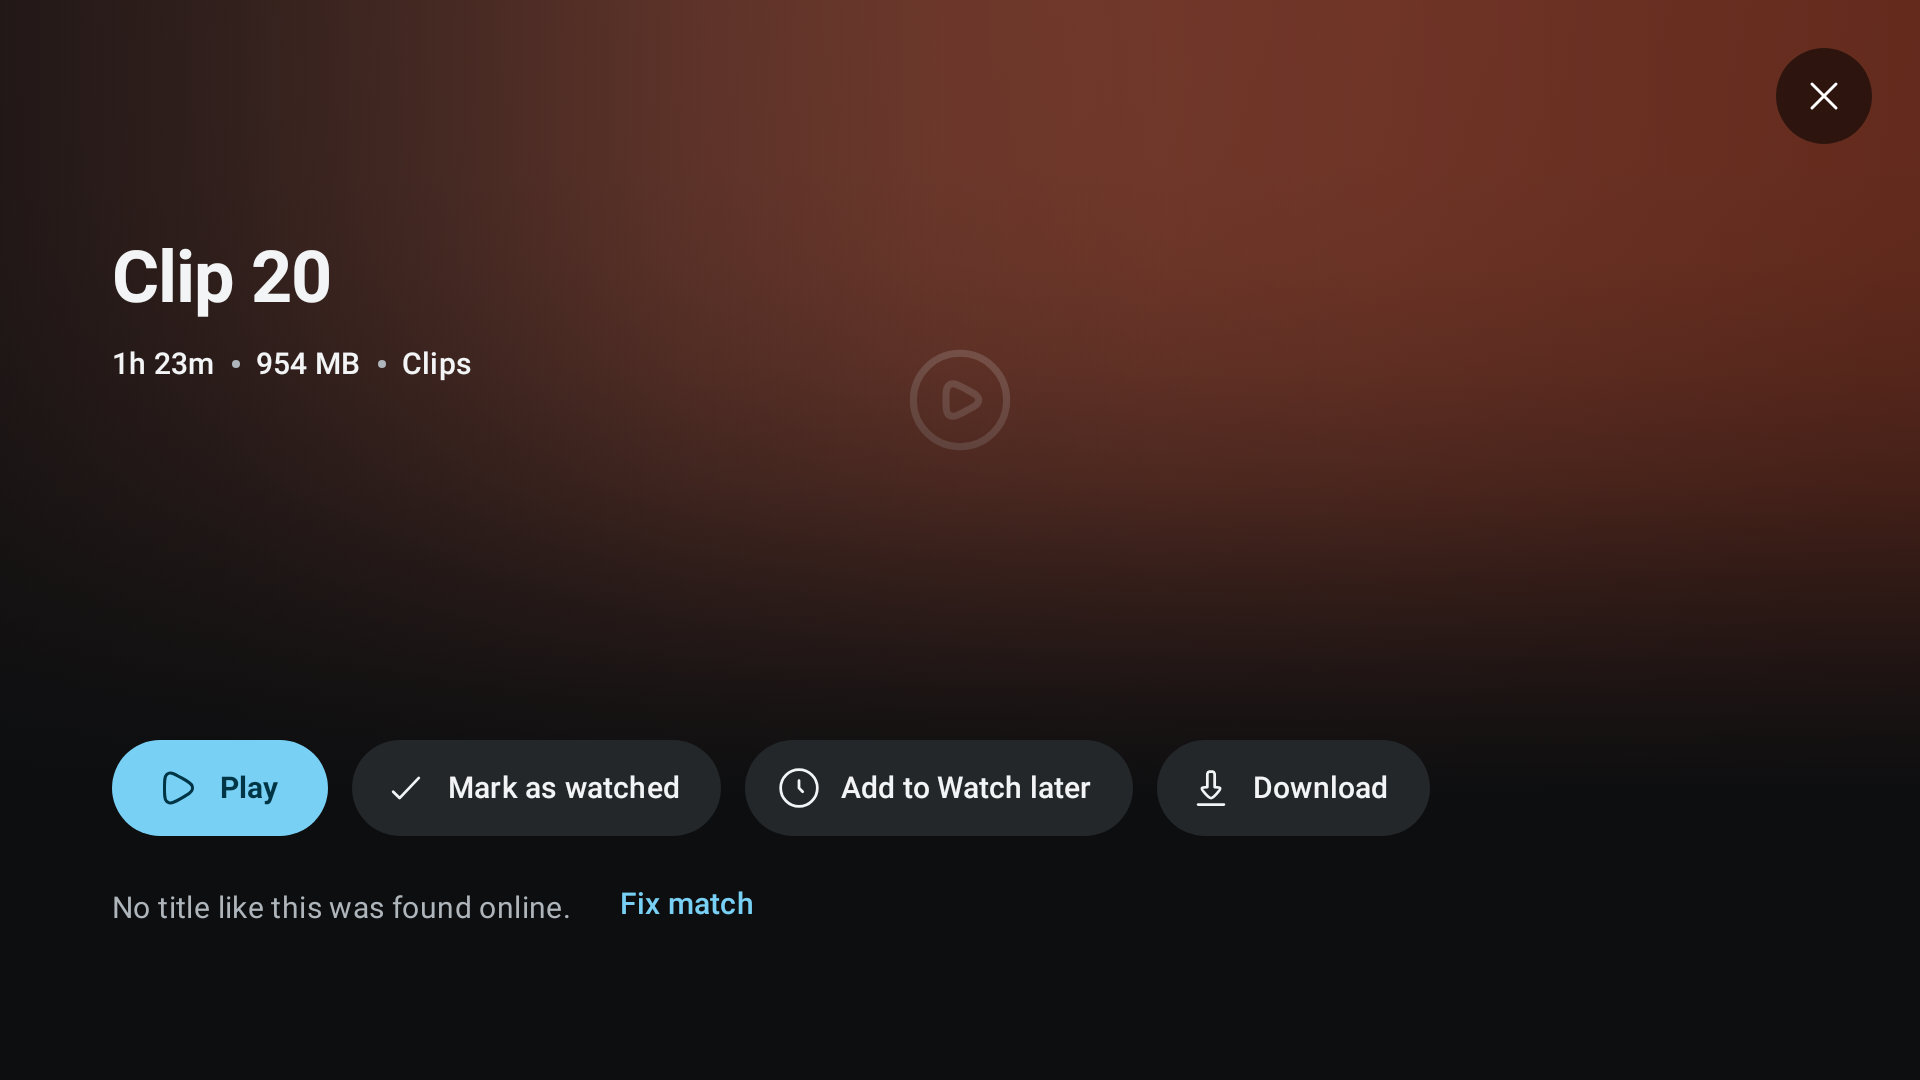 Clip 20
1h 23m • 954 MB • Clips
Play
Mark as watched
Add to Watch later
Download
No title like this was found online.
Fix match